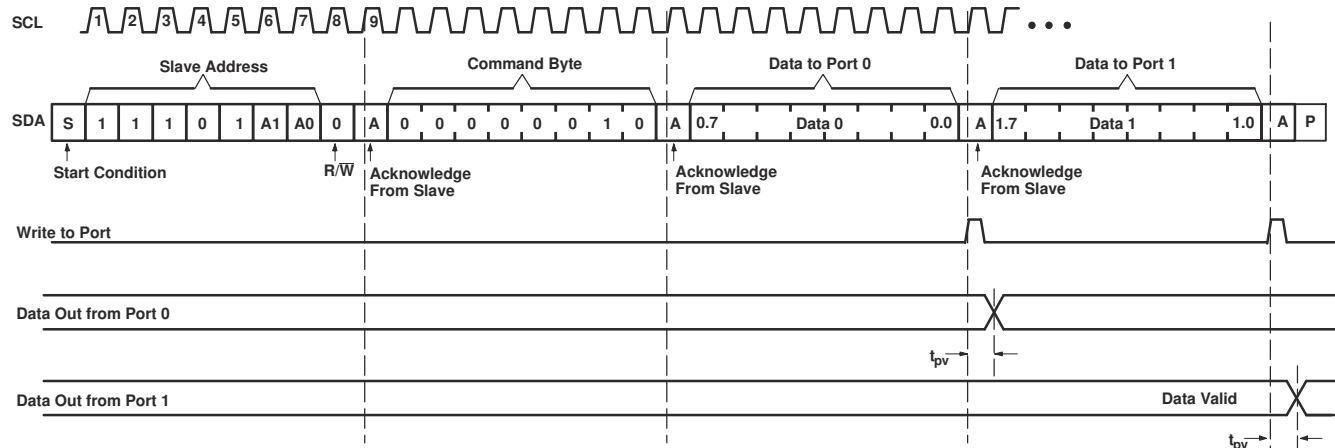 SCL 1 2 3 4 5 6 7 8 9
Slave Address Command Byte Data to Port 0 Data to Port 1
SDA S 1 1 1 0 1 A1 A0 0 A 0 0 0 0 0 0 1 0 A 0.7 Data 0 0.0 A 1.7 Data 1 1.0 A P
Start Condition R/W̅ Acknowledge From Slave Acknowledge From Slave Acknowledge From Slave
Write to Port
Data Out from Port 0
tpv
Data Out from Port 1 Data Valid
tpv